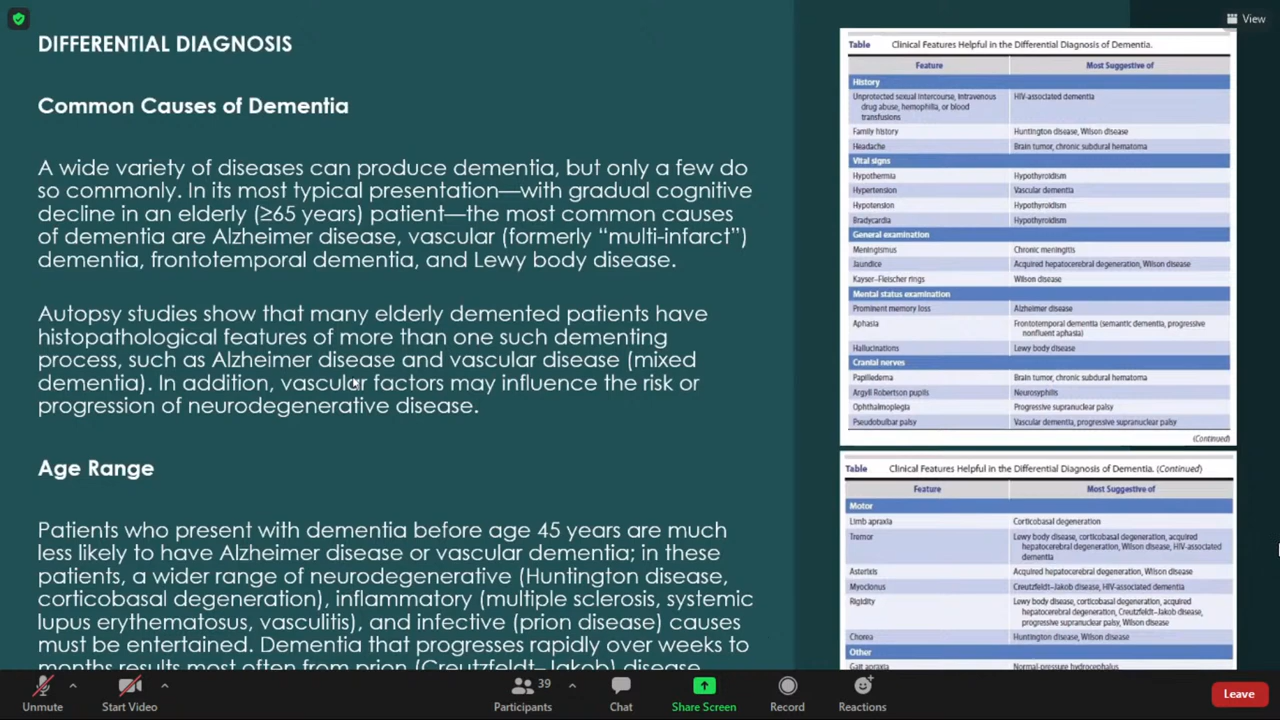 View
DIFFERENTIAL DIAGNOSIS
Common Causes of Dementia
A wide variety of diseases can produce dementia, but only a few do
so commonly. In its most typical presentation—with gradual cognitive
decline in an elderly (≥65 years) patient—the most common causes
of dementia are Alzheimer disease, vascular (formerly “multi-infarct”)
dementia, frontotemporal dementia, and Lewy body disease.
Autopsy studies show that many elderly demented patients have
histopathological features of more than one such dementing
process, such as Alzheimer disease and vascular disease (mixed
dementia). In addition, vascular factors may influence the risk or
progression of neurodegenerative disease.
Age Range
Patients who present with dementia before age 45 years are much
less likely to have Alzheimer disease or vascular dementia; in these
patients, a wider range of neurodegenerative (Huntington disease,
corticobasal degeneration), inflammatory (multiple sclerosis, systemic
lupus erythematosus, vasculitis), and infective (prion disease) causes
must be entertained. Dementia that progresses rapidly over weeks to
months results most often from prion (Creutzfeldt–Jakob) disease,
Table Clinical Features Helpful in the Differential Diagnosis of Dementia.
Feature Most Suggestive of
History
Unprotected sexual intercourse, intravenous HIV-associated dementia
drug abuse, hemophilia, or blood
transfusions
Family history Huntington disease, Wilson disease
Headache Brain tumor, chronic subdural hematoma
Vital signs
Hypothermia Hypothyroidism
Hypertension Vascular dementia
Hypotension Hypothyroidism
Bradycardia Hypothyroidism
General examination
Meningismus Chronic meningitis
Jaundice Acquired hepatocerebral degeneration, Wilson disease
Kayser–Fleischer rings Wilson disease
Mental status examination
Prominent memory loss Alzheimer disease
Aphasia Frontotemporal dementia (semantic dementia, progressive
nonfluent aphasia)
Hallucinations Lewy body disease
Cranial nerves
Papilledema Brain tumor, chronic subdural hematoma
Argyll Robertson pupils Neurosyphilis
Ophthalmoplegia Progressive supranuclear palsy
Pseudobulbar palsy Vascular dementia, progressive supranuclear palsy
(Continued)
Table Clinical Features Helpful in the Differential Diagnosis of Dementia. (Continued)
Feature Most Suggestive of
Motor
Limb apraxia Corticobasal degeneration
Tremor Lewy body disease, corticobasal degeneration, acquired
hepatocerebral degeneration, Wilson disease, HIV-associated
dementia
Asterixis Acquired hepatocerebral degeneration, Wilson disease
Myoclonus Creutzfeldt–Jakob disease, HIV-associated dementia
Rigidity Lewy body disease, corticobasal degeneration, acquired
hepatocerebral degeneration, Creutzfeldt–Jakob disease,
progressive supranuclear palsy, Wilson disease
Chorea Huntington disease, Wilson disease
Other
Gait apraxia Normal-pressure hydrocephalus
39
Unmute Start Video Participants Chat Share Screen Record Reactions Leave